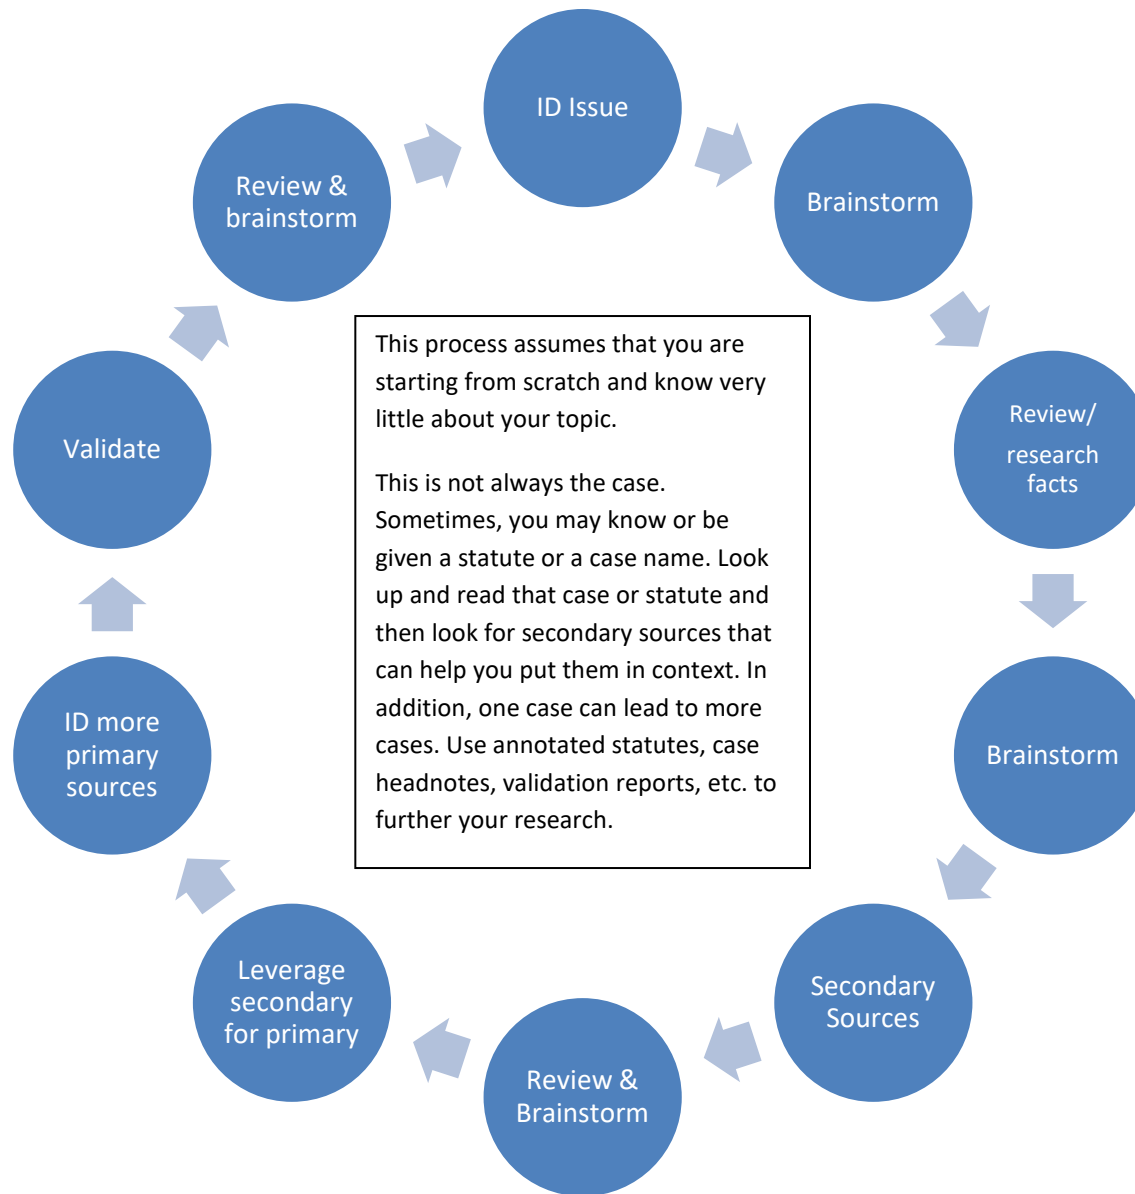 ID Issue
Brainstorm
Review/
research
facts
Brainstorm
Secondary
Sources
Review &
Brainstorm
Leverage
secondary
for primary
ID more
primary
sources
Validate
Review &
brainstorm
This process assumes that you are
starting from scratch and know very
little about your topic.
This is not always the case.
Sometimes, you may know or be
given a statute or a case name. Look
up and read that case or statute and
then look for secondary sources that
can help you put them in context. In
addition, one case can lead to more
cases. Use annotated statutes, case
headnotes, validation reports, etc. to
further your research.